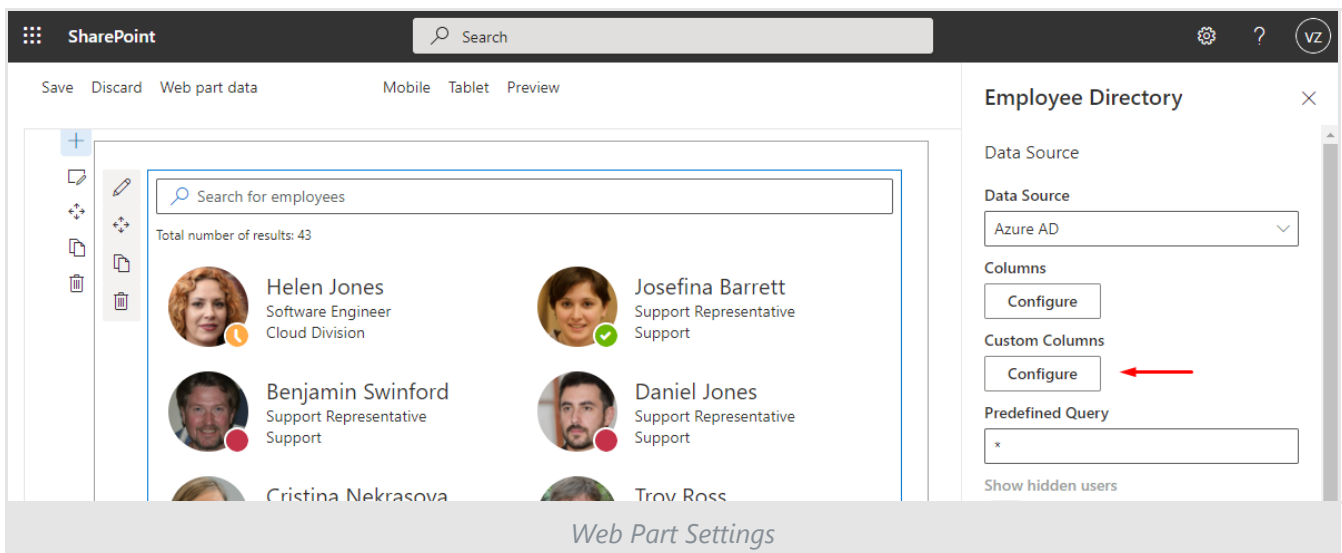 SharePoint
Search
VZ
Save Discard Web part data Mobile Tablet Preview
Search for employees
Total number of results: 43
Helen Jones
Software Engineer
Cloud Division
Josefina Barrett
Support Representative
Support
Benjamin Swinford
Support Representative
Support
Daniel Jones
Support Representative
Support
Cristina Nekrasova
Troy Ross
Employee Directory
Data Source
Data Source
Azure AD
Columns
Configure
Custom Columns
Configure
Predefined Query
*
Show hidden users
Web Part Settings